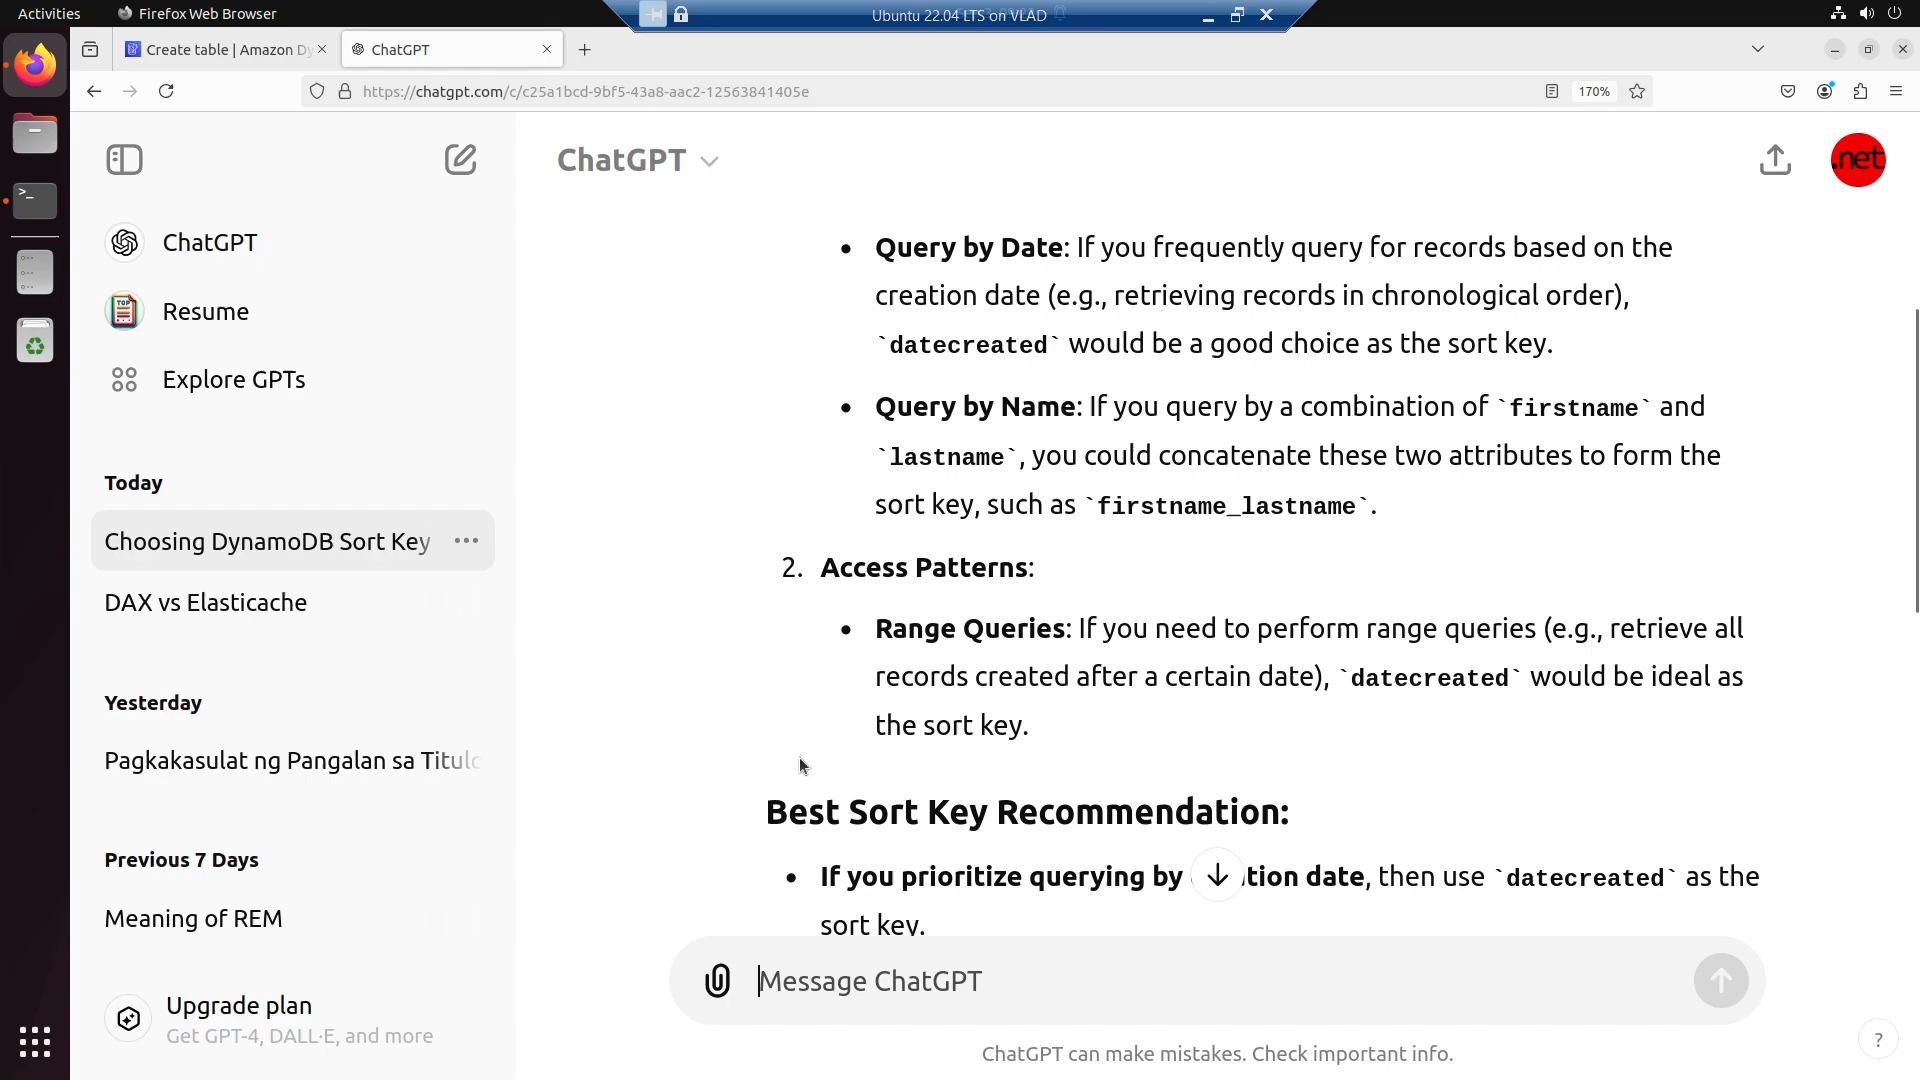 Activities
Firefox Web Browser
Ubuntu 22.04 LTS on VLAD
Create table | Amazon Dy
ChatGPT
https://chatgpt.com/c/c25a1bcd-9bf5-43a8-aac2-12563841405e
170%
ChatGPT
Resume
Explore GPTs
Today
Choosing DynamoDB Sort Key
DAX vs Elasticache
Yesterday
Pagkakasulat ng Pangalan sa Titulo
Previous 7 Days
Meaning of REM
Upgrade plan
Get GPT-4, DALL·E, and more
ChatGPT
.net
• Query by Date: If you frequently query for records based on the
creation date (e.g., retrieving records in chronological order),
`datecreated` would be a good choice as the sort key.
• Query by Name: If you query by a combination of `firstname` and
`lastname`, you could concatenate these two attributes to form the
sort key, such as `firstname_lastname`.
2. Access Patterns:
• Range Queries: If you need to perform range queries (e.g., retrieve all
records created after a certain date), `datecreated` would be ideal as
the sort key.
Best Sort Key Recommendation:
• If you prioritize querying by tion date, then use `datecreated` as the
sort key.
Message ChatGPT
ChatGPT can make mistakes. Check important info.
?